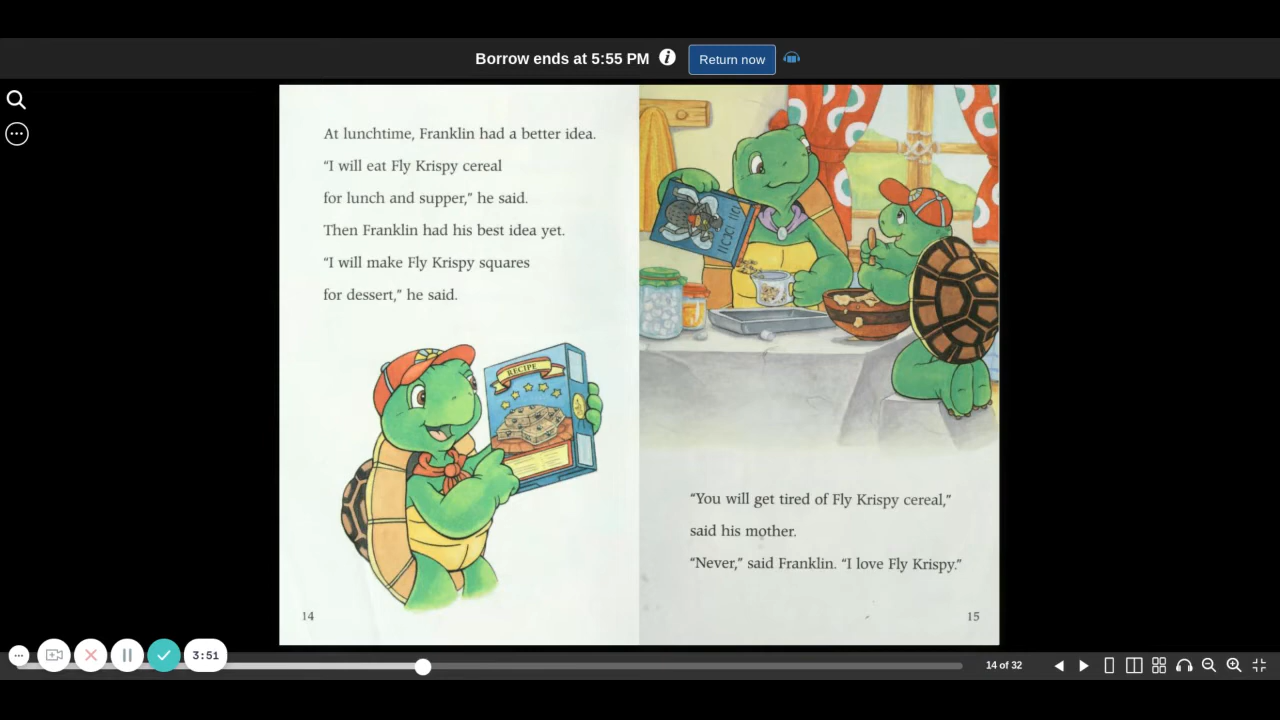 Borrow ends at 5:55 PM
Return now
At lunchtime, Franklin had a better idea.
“I will eat Fly Krispy cereal
for lunch and supper,” he said.
Then Franklin had his best idea yet.
“I will make Fly Krispy squares
for dessert,” he said.
RECIPE
14
“You will get tired of Fly Krispy cereal,”
said his mother.
“Never,” said Franklin. “I love Fly Krispy.”
15
3:51
14 of 32